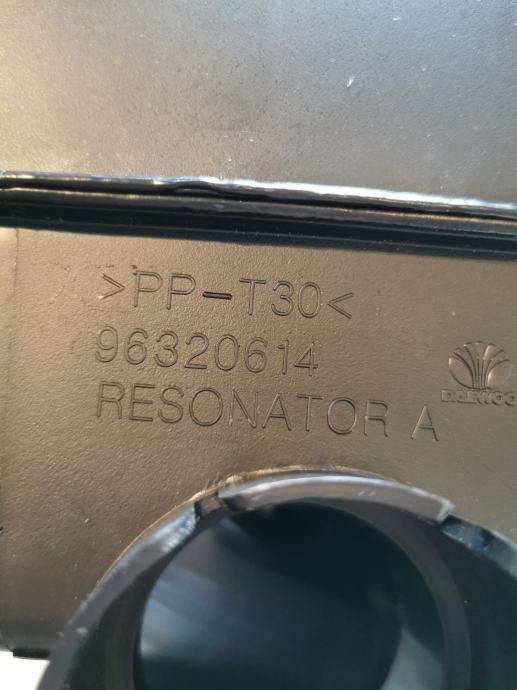 >PP-T30<
96320614
RESONATOR A
DAEWOO